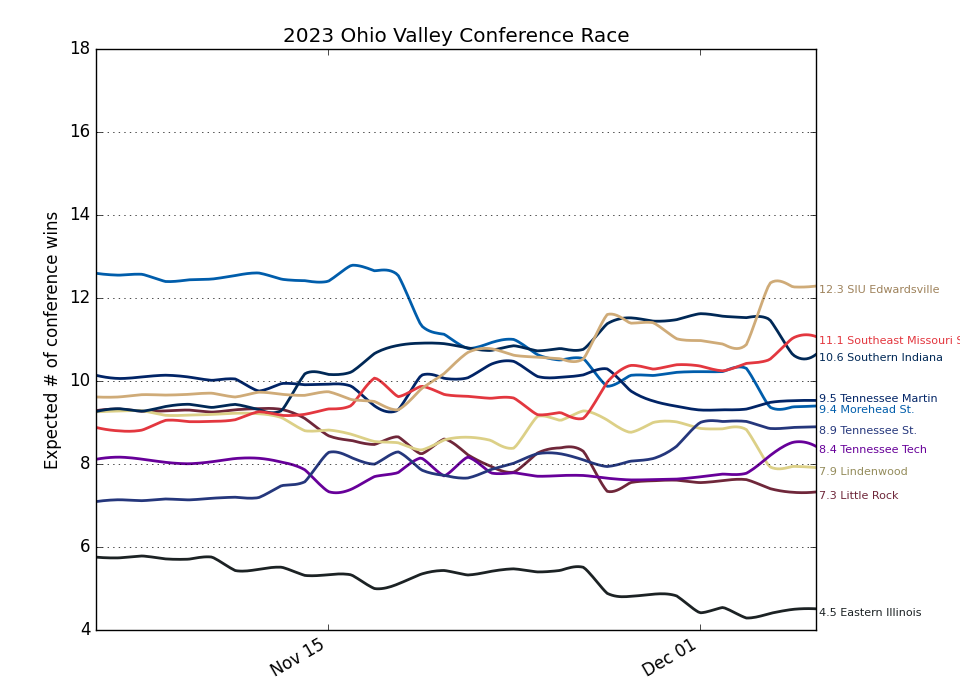 2023 Ohio Valley Conference Race
Expected # of conference wins
18
16
14
12
10
8
6
4
Nov 15
Dec 01
12.3 SIU Edwardsville
11.1 Southeast Missouri S
10.6 Southern Indiana
9.5 Tennessee Martin
9.4 Morehead St.
8.9 Tennessee St.
8.4 Tennessee Tech
7.9 Lindenwood
7.3 Little Rock
4.5 Eastern Illinois